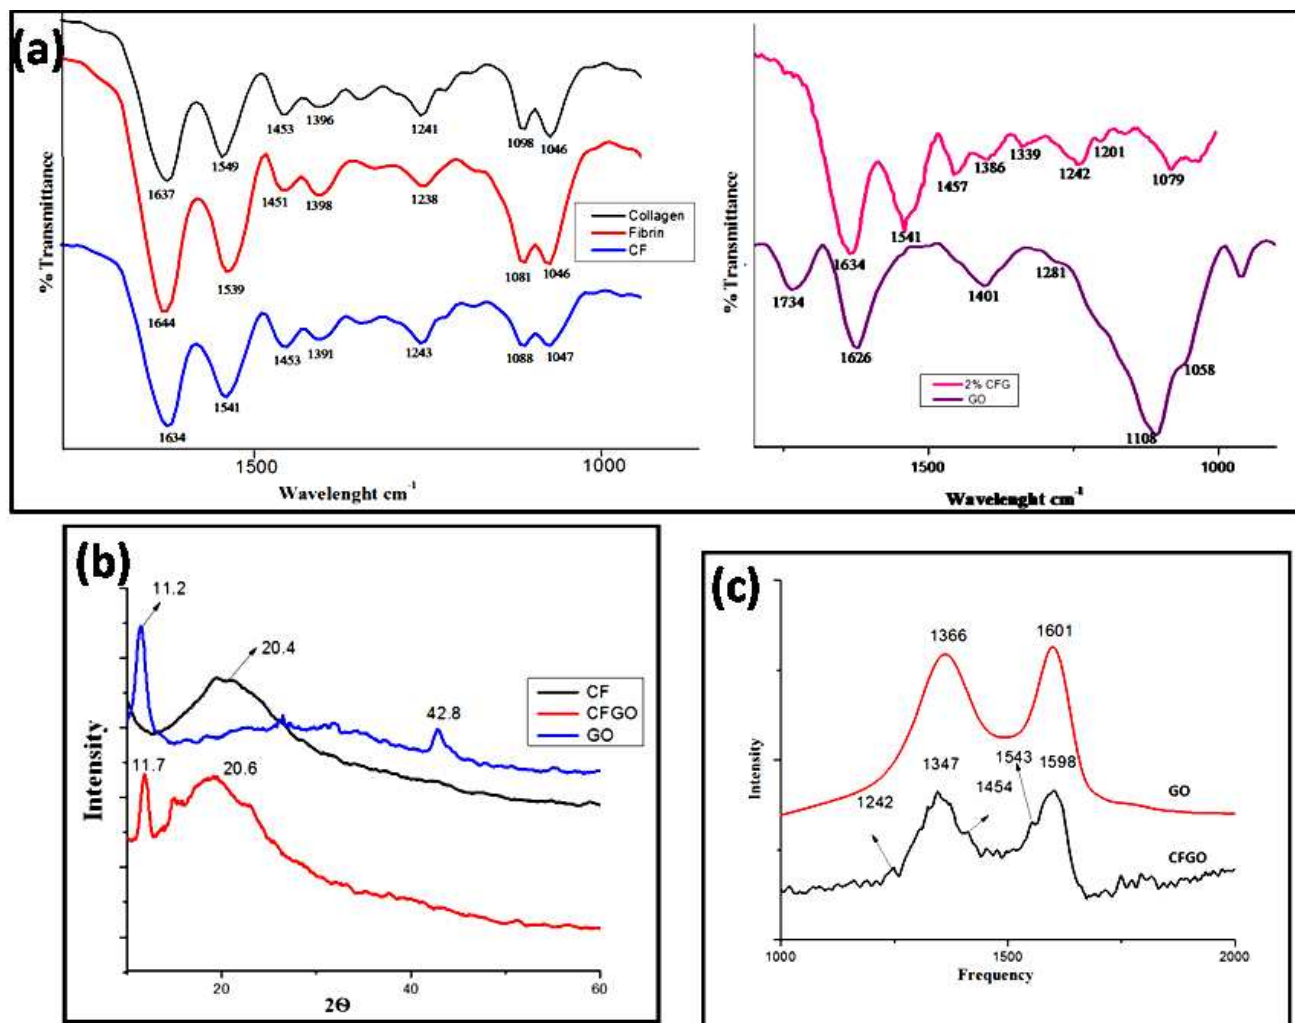 (a)
1637
1549
1453
1396
1241
1098
1046
1644
1539
1451
1398
1238
1081
1046
1634
1541
1453
1391
1243
1088
1047
Collagen
Fibrin
CF
% Transmittance
1500
1000
Wavelenght cm-1
1634
1541
1457
1386
1339
1242
1201
1079
1734
1626
1401
1281
1108
1058
2% CFG
GO
% Transmittance
1500
1000
Wavelenght cm-1
(b)
11.2
20.4
42.8
11.7
20.6
CF
CFGO
GO
Intensity
20
40
60
2Θ
(c)
1366
1601
1347
1543
1598
1242
1454
GO
CFGO
Intensity
1000
1500
2000
Frequency